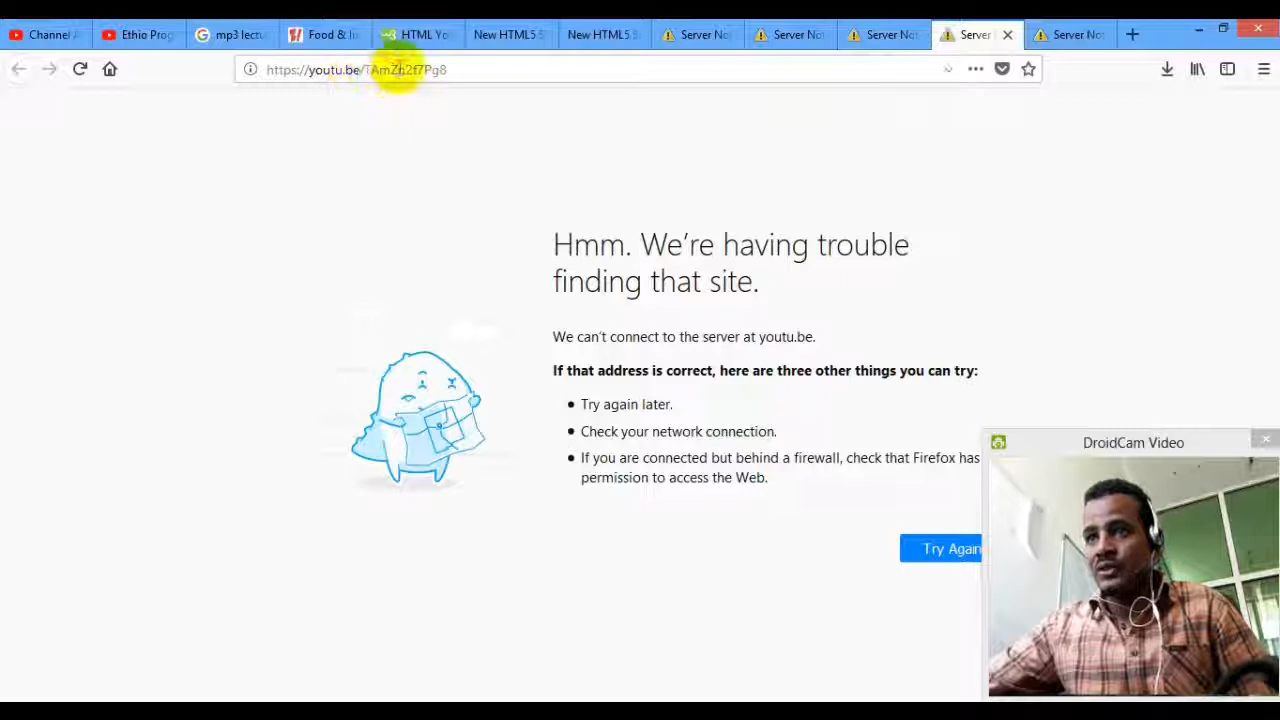 Channel
Ethio Prog
mp3 lectu
Food &
HTML Yo
New HTML5
New HTML5
Server No
Server No
Server No
Server
Server No
https://youtu.be/TAmZh2f7Pg8
Hmm. We're having trouble
finding that site.
We can't connect to the server at youtu.be.
If that address is correct, here are three other things you can try:
Try again later.
Check your network connection.
If you are connected but behind a firewall, check that Firefox has
permission to access the Web.
Try Again
DroidCam Video